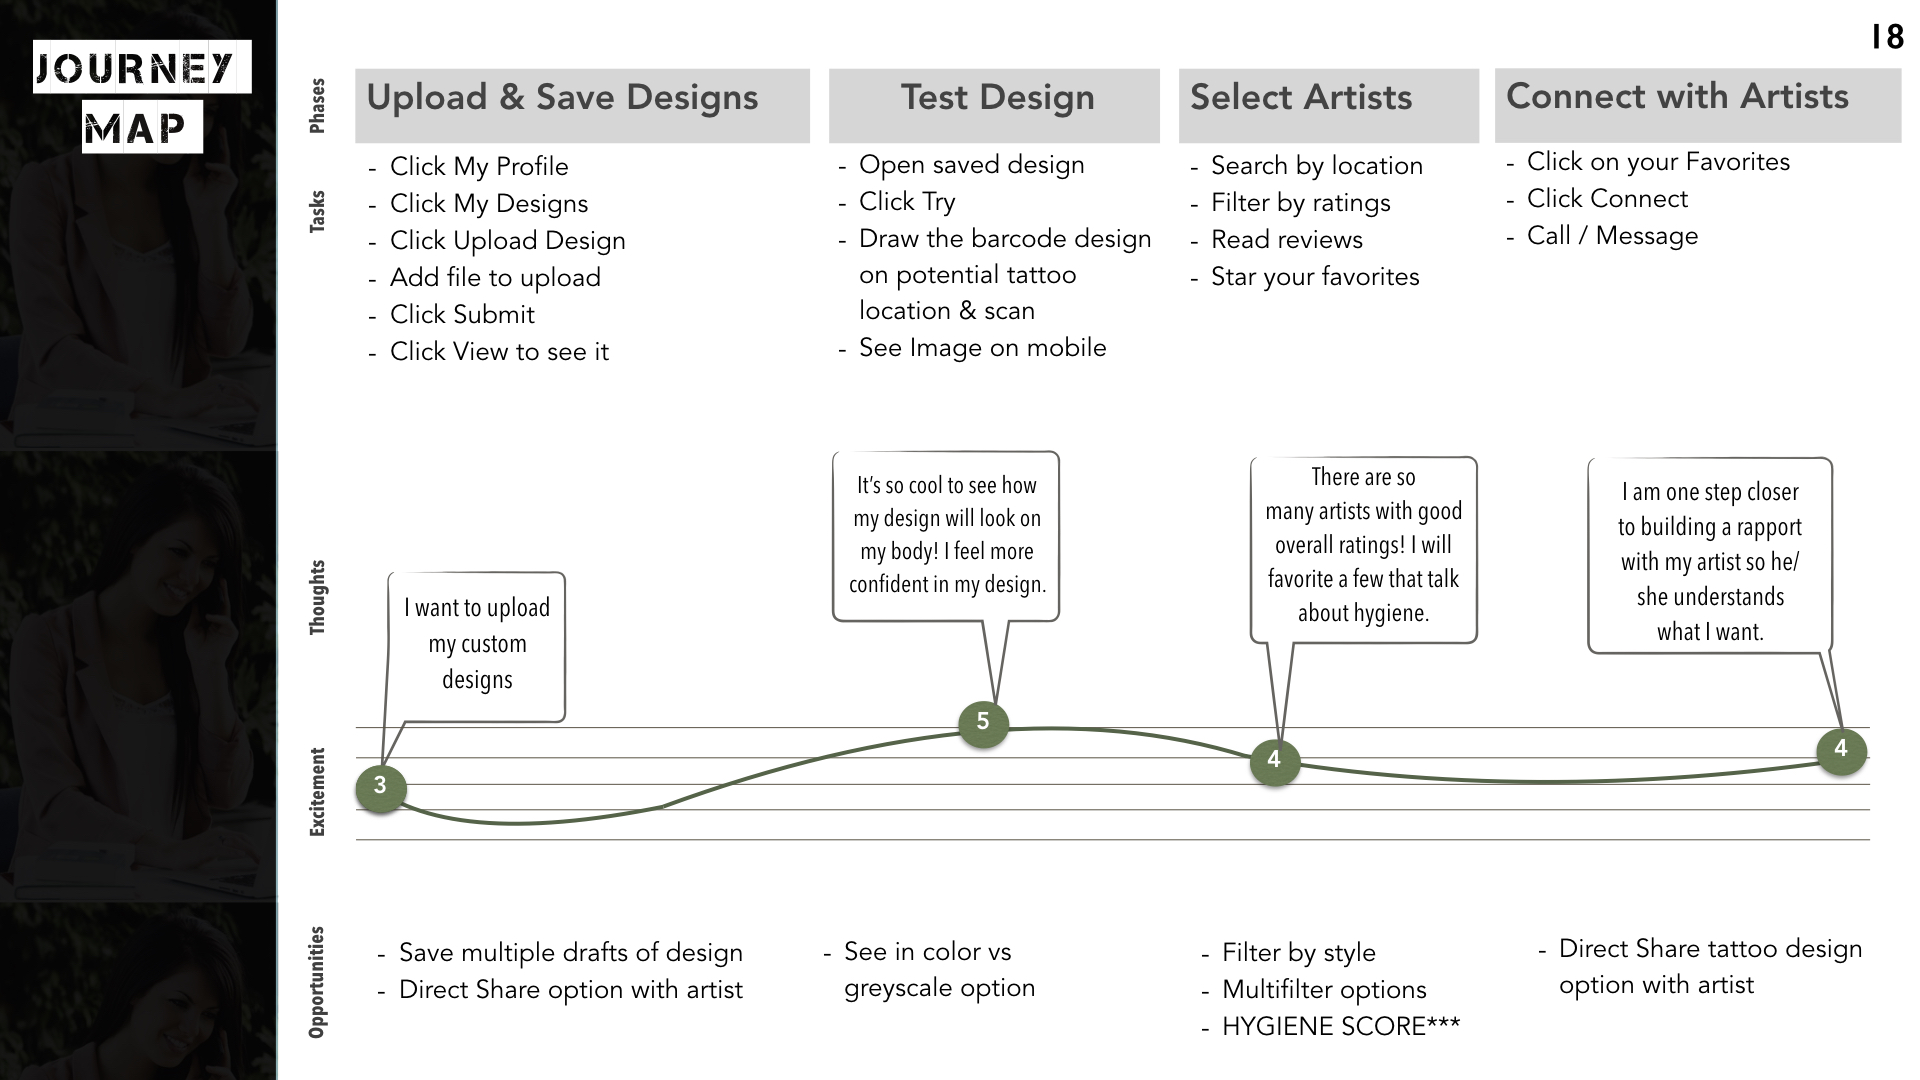 JOURNEY
MAP
18
Phases
Upload & Save Designs
Test Design
Select Artists
Connect with Artists
Tasks
- Click My Profile
- Click My Designs
- Click Upload Design
- Add file to upload
- Click Submit
- Click View to see it
- Open saved design
- Click Try
- Draw the barcode design
on potential tattoo
location & scan
- See Image on mobile
- Search by location
- Filter by ratings
- Read reviews
- Star your favorites
- Click on your Favorites
- Click Connect
- Call / Message
Thoughts
I want to upload
my custom
designs
It's so cool to see how
my design will look on
my body! I feel more
confident in my design.
There are so
many artists with good
overall ratings! I will
favorite a few that talk
about hygiene.
I am one step closer
to building a rapport
with my artist so he/
she understands
what I want.
Excitement
3
5
4
4
Opportunities
- Save multiple drafts of design
- Direct Share option with artist
- See in color vs
greyscale option
- Filter by style
- Multifilter options
- HYGIENE SCORE***
- Direct Share tattoo design
option with artist